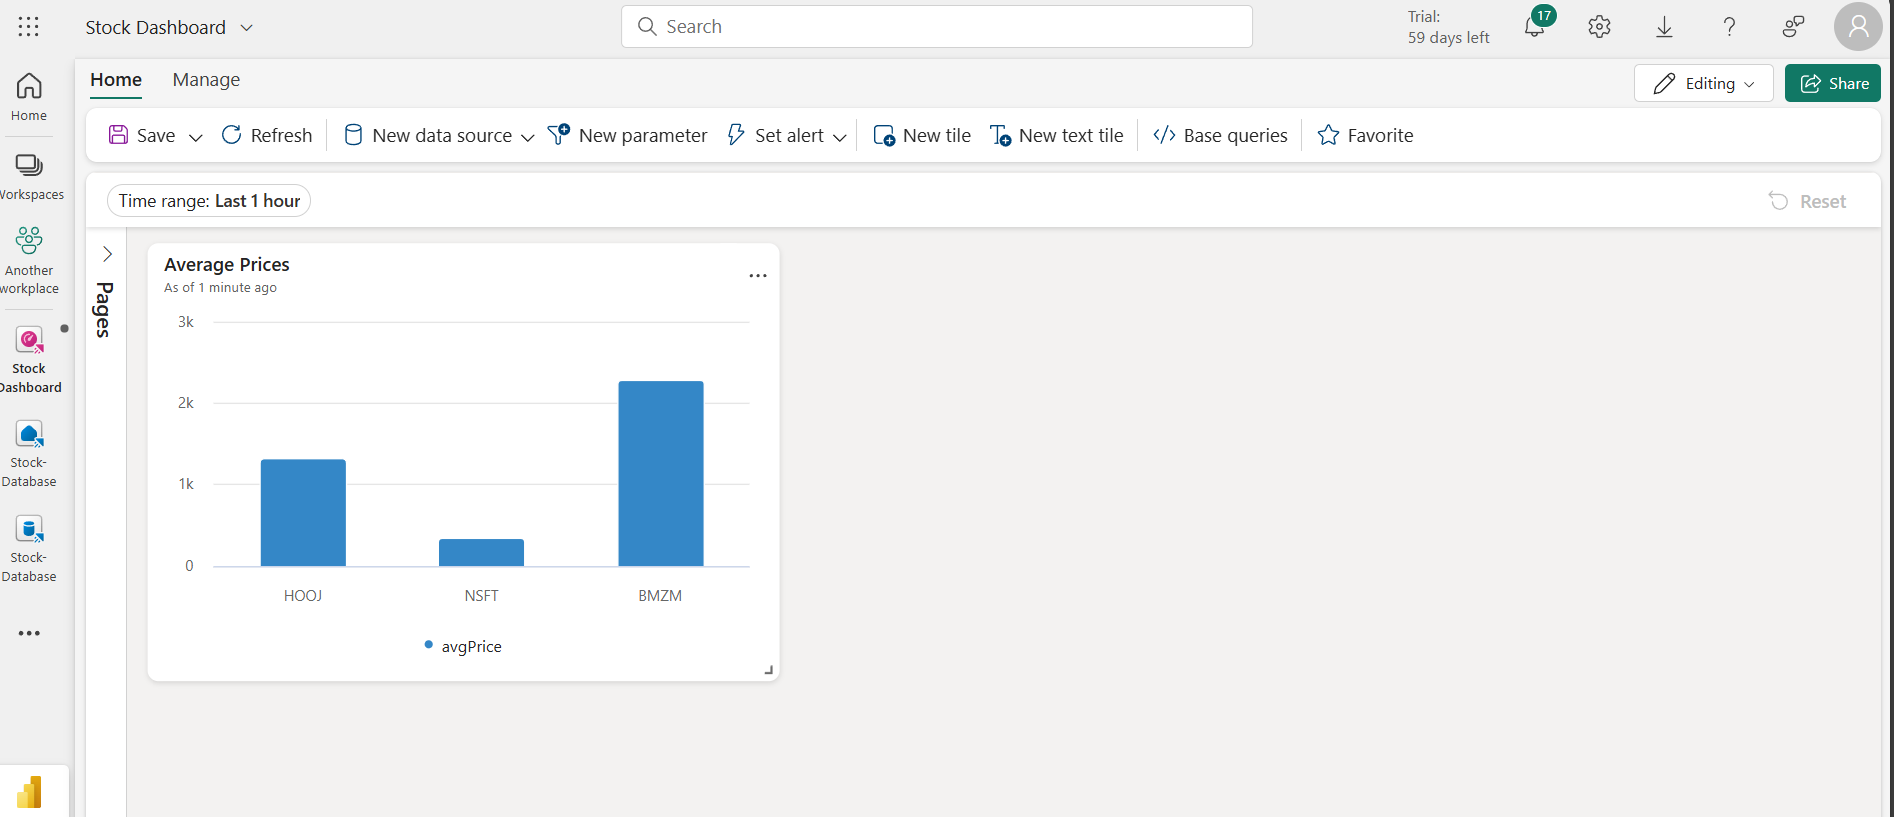 Stock Dashboard
Search
Trial:
59 days left
17
Home
Manage
Editing
Share
Save
Refresh
New data source
New parameter
Set alert
New tile
New text tile
Base queries
Favorite
Time range: Last 1 hour
Reset
Home
Workspaces
Another
workplace
Stock
Dashboard
Stock-
Database
Stock-
Database
Pages
Average Prices
As of 1 minute ago
3k
2k
1k
0
HOOJ
NSFT
BMZM
avgPrice